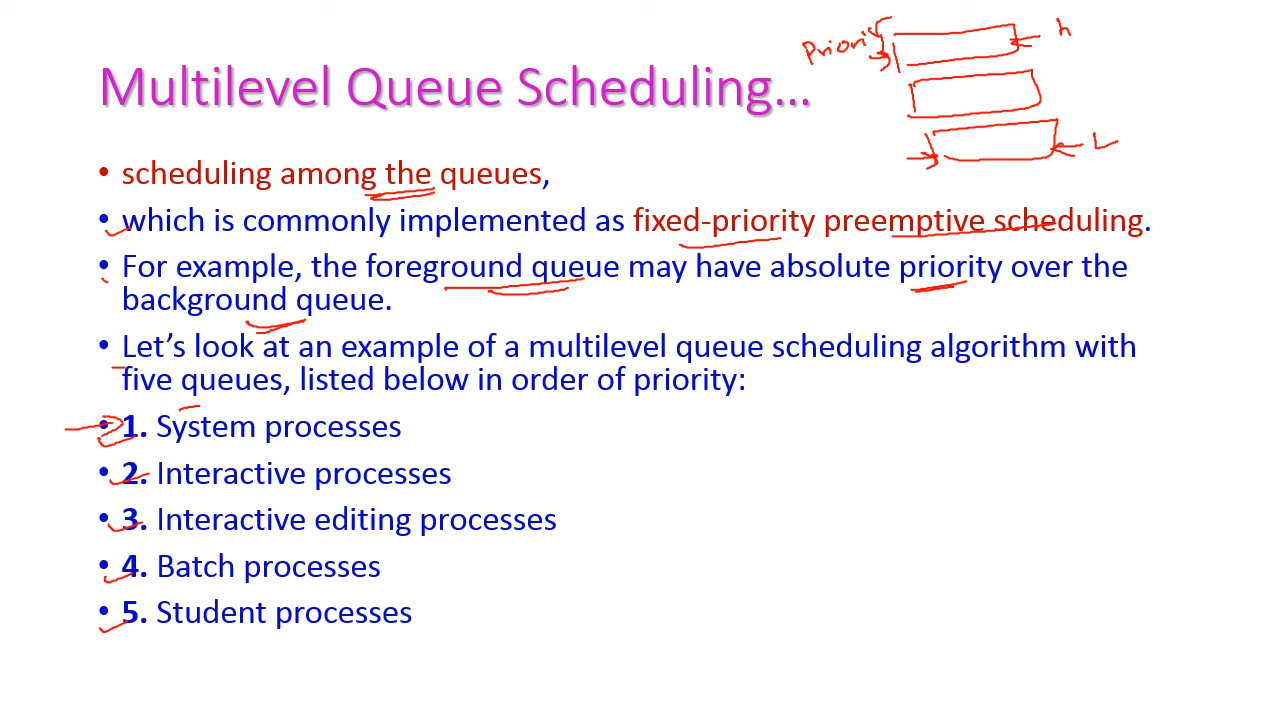 Multilevel Queue Scheduling...
Priority
h
L
• scheduling among the queues,
• which is commonly implemented as fixed-priority preemptive scheduling.
• For example, the foreground queue may have absolute priority over the
background queue.
• Let's look at an example of a multilevel queue scheduling algorithm with
five queues, listed below in order of priority:
• 1. System processes
• 2. Interactive processes
• 3. Interactive editing processes
• 4. Batch processes
• 5. Student processes